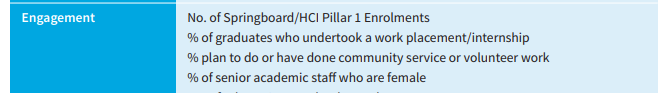 Engagement
No. of Springboard/HCI Pillar 1 Enrolments
% of graduates who undertook a work placement/internship
% plan to do or have done community service or volunteer work
% of senior academic staff who are female